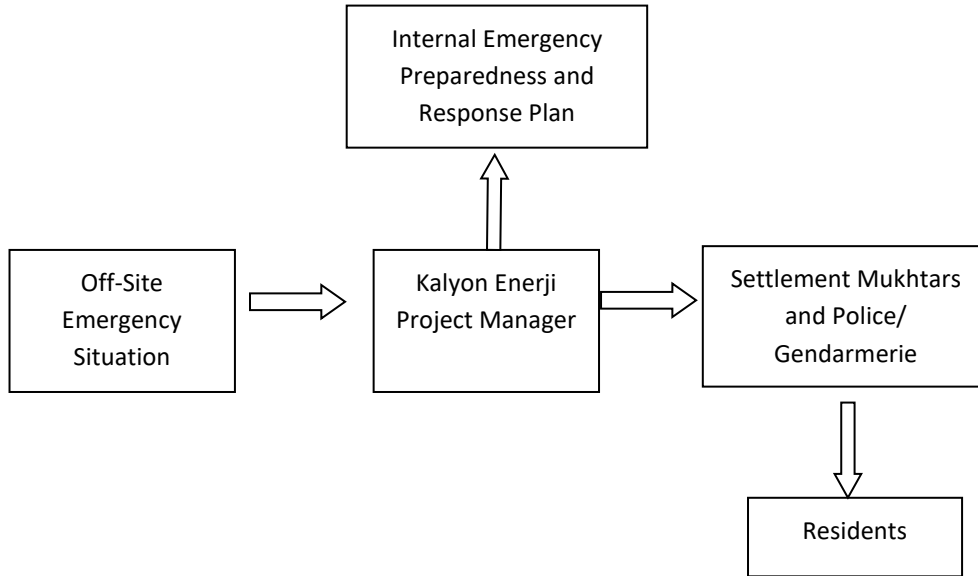 Internal Emergency
Preparedness and
Response Plan
Off-Site
Emergency
Situation
Kalyon Enerji
Project Manager
Settlement Mukhtars
and Police/
Gendarmerie
Residents